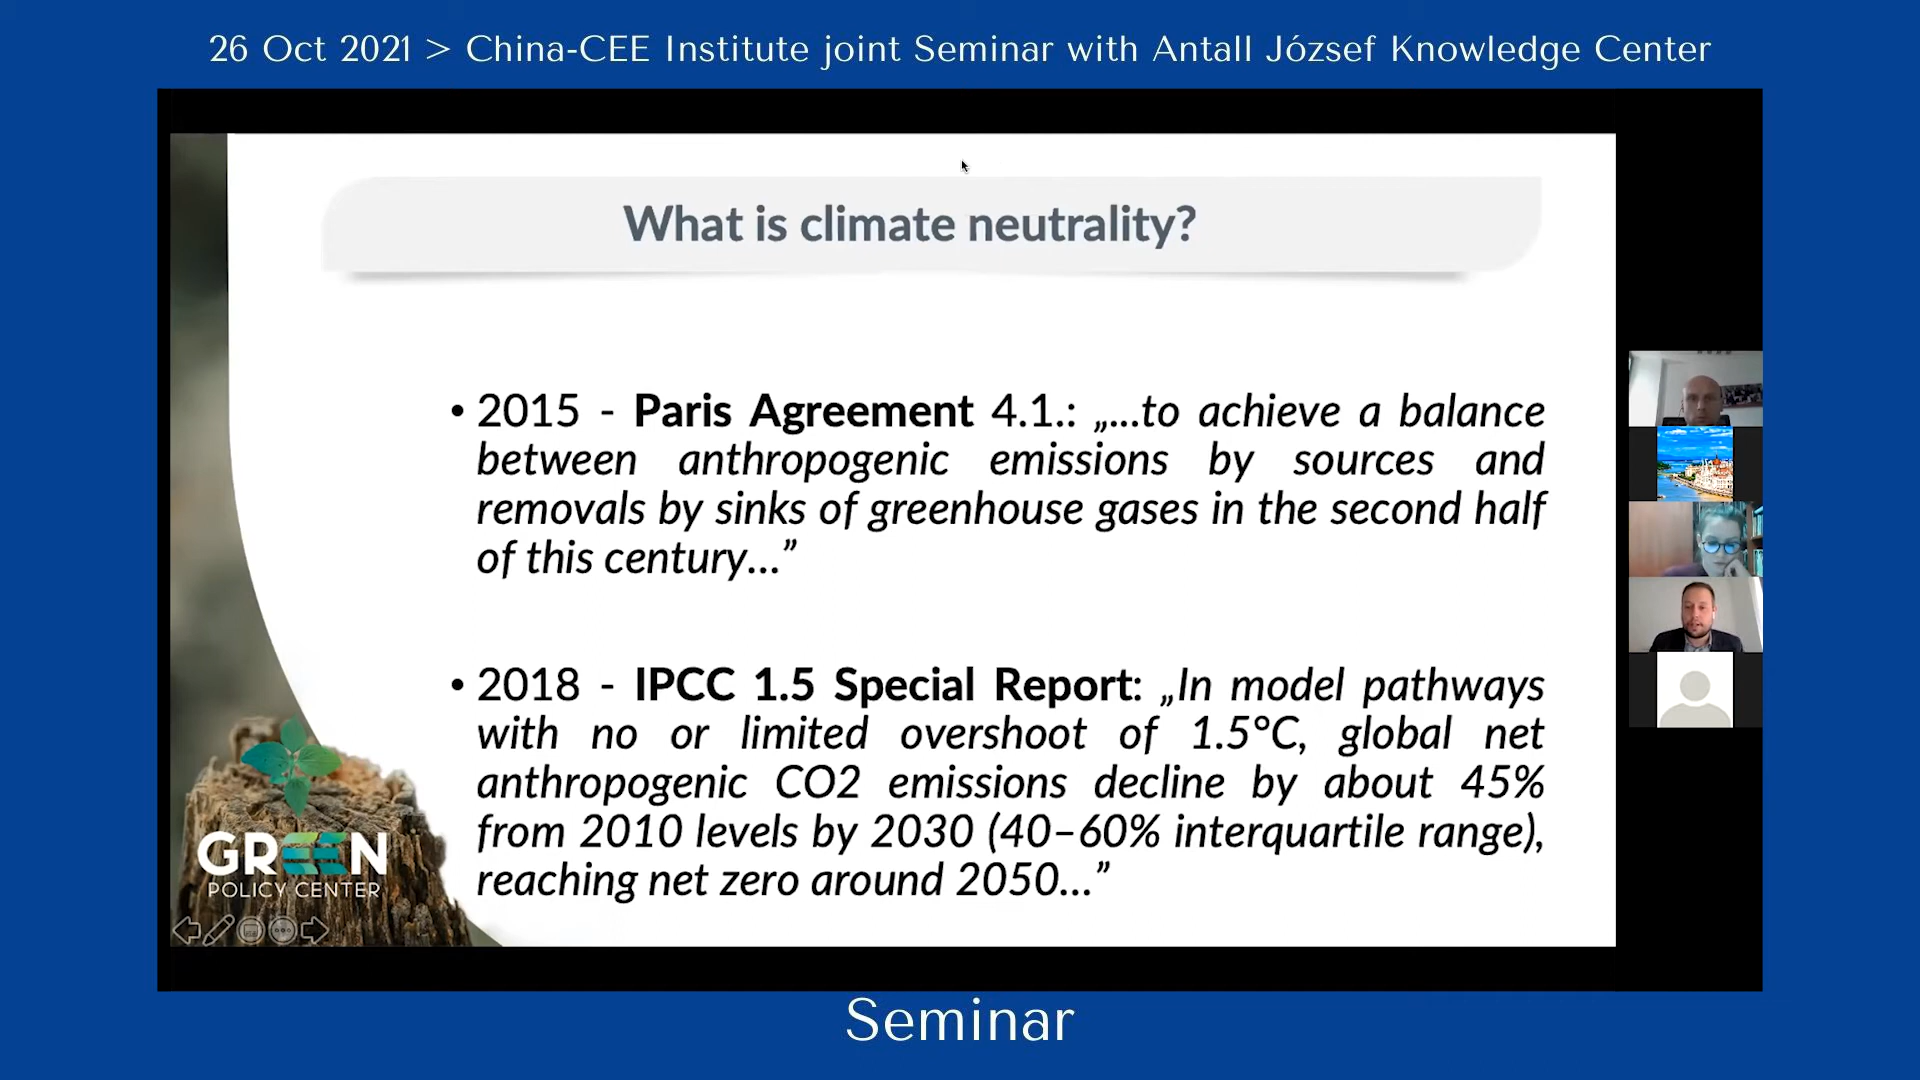 26 Oct 2021 > China-CEE Institute joint Seminar with Antall József Knowledge Center
What is climate neutrality?
• 2015 - Paris Agreement 4.1.: „...to achieve a balance
between anthropogenic emissions by sources and
removals by sinks of greenhouse gases in the second half
of this century...”
• 2018 - IPCC 1.5 Special Report: „In model pathways
with no or limited overshoot of 1.5°C, global net
anthropogenic CO2 emissions decline by about 45%
from 2010 levels by 2030 (40–60% interquartile range),
reaching net zero around 2050...”
GREEN
POLICY CENTER
Seminar